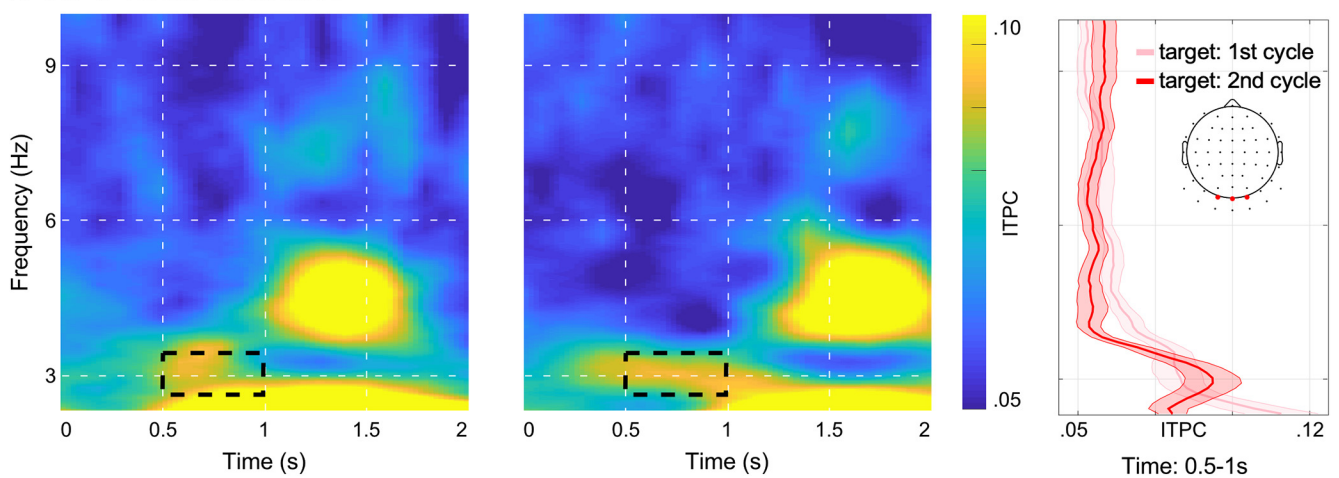 Frequency (Hz)
9
6
3
0 0.5 1 1.5 2
Time (s)
0 0.5 1 1.5 2
Time (s)
.10
ITPC
.05
target: 1st cycle
target: 2nd cycle
.05 ITPC .12
Time: 0.5-1s